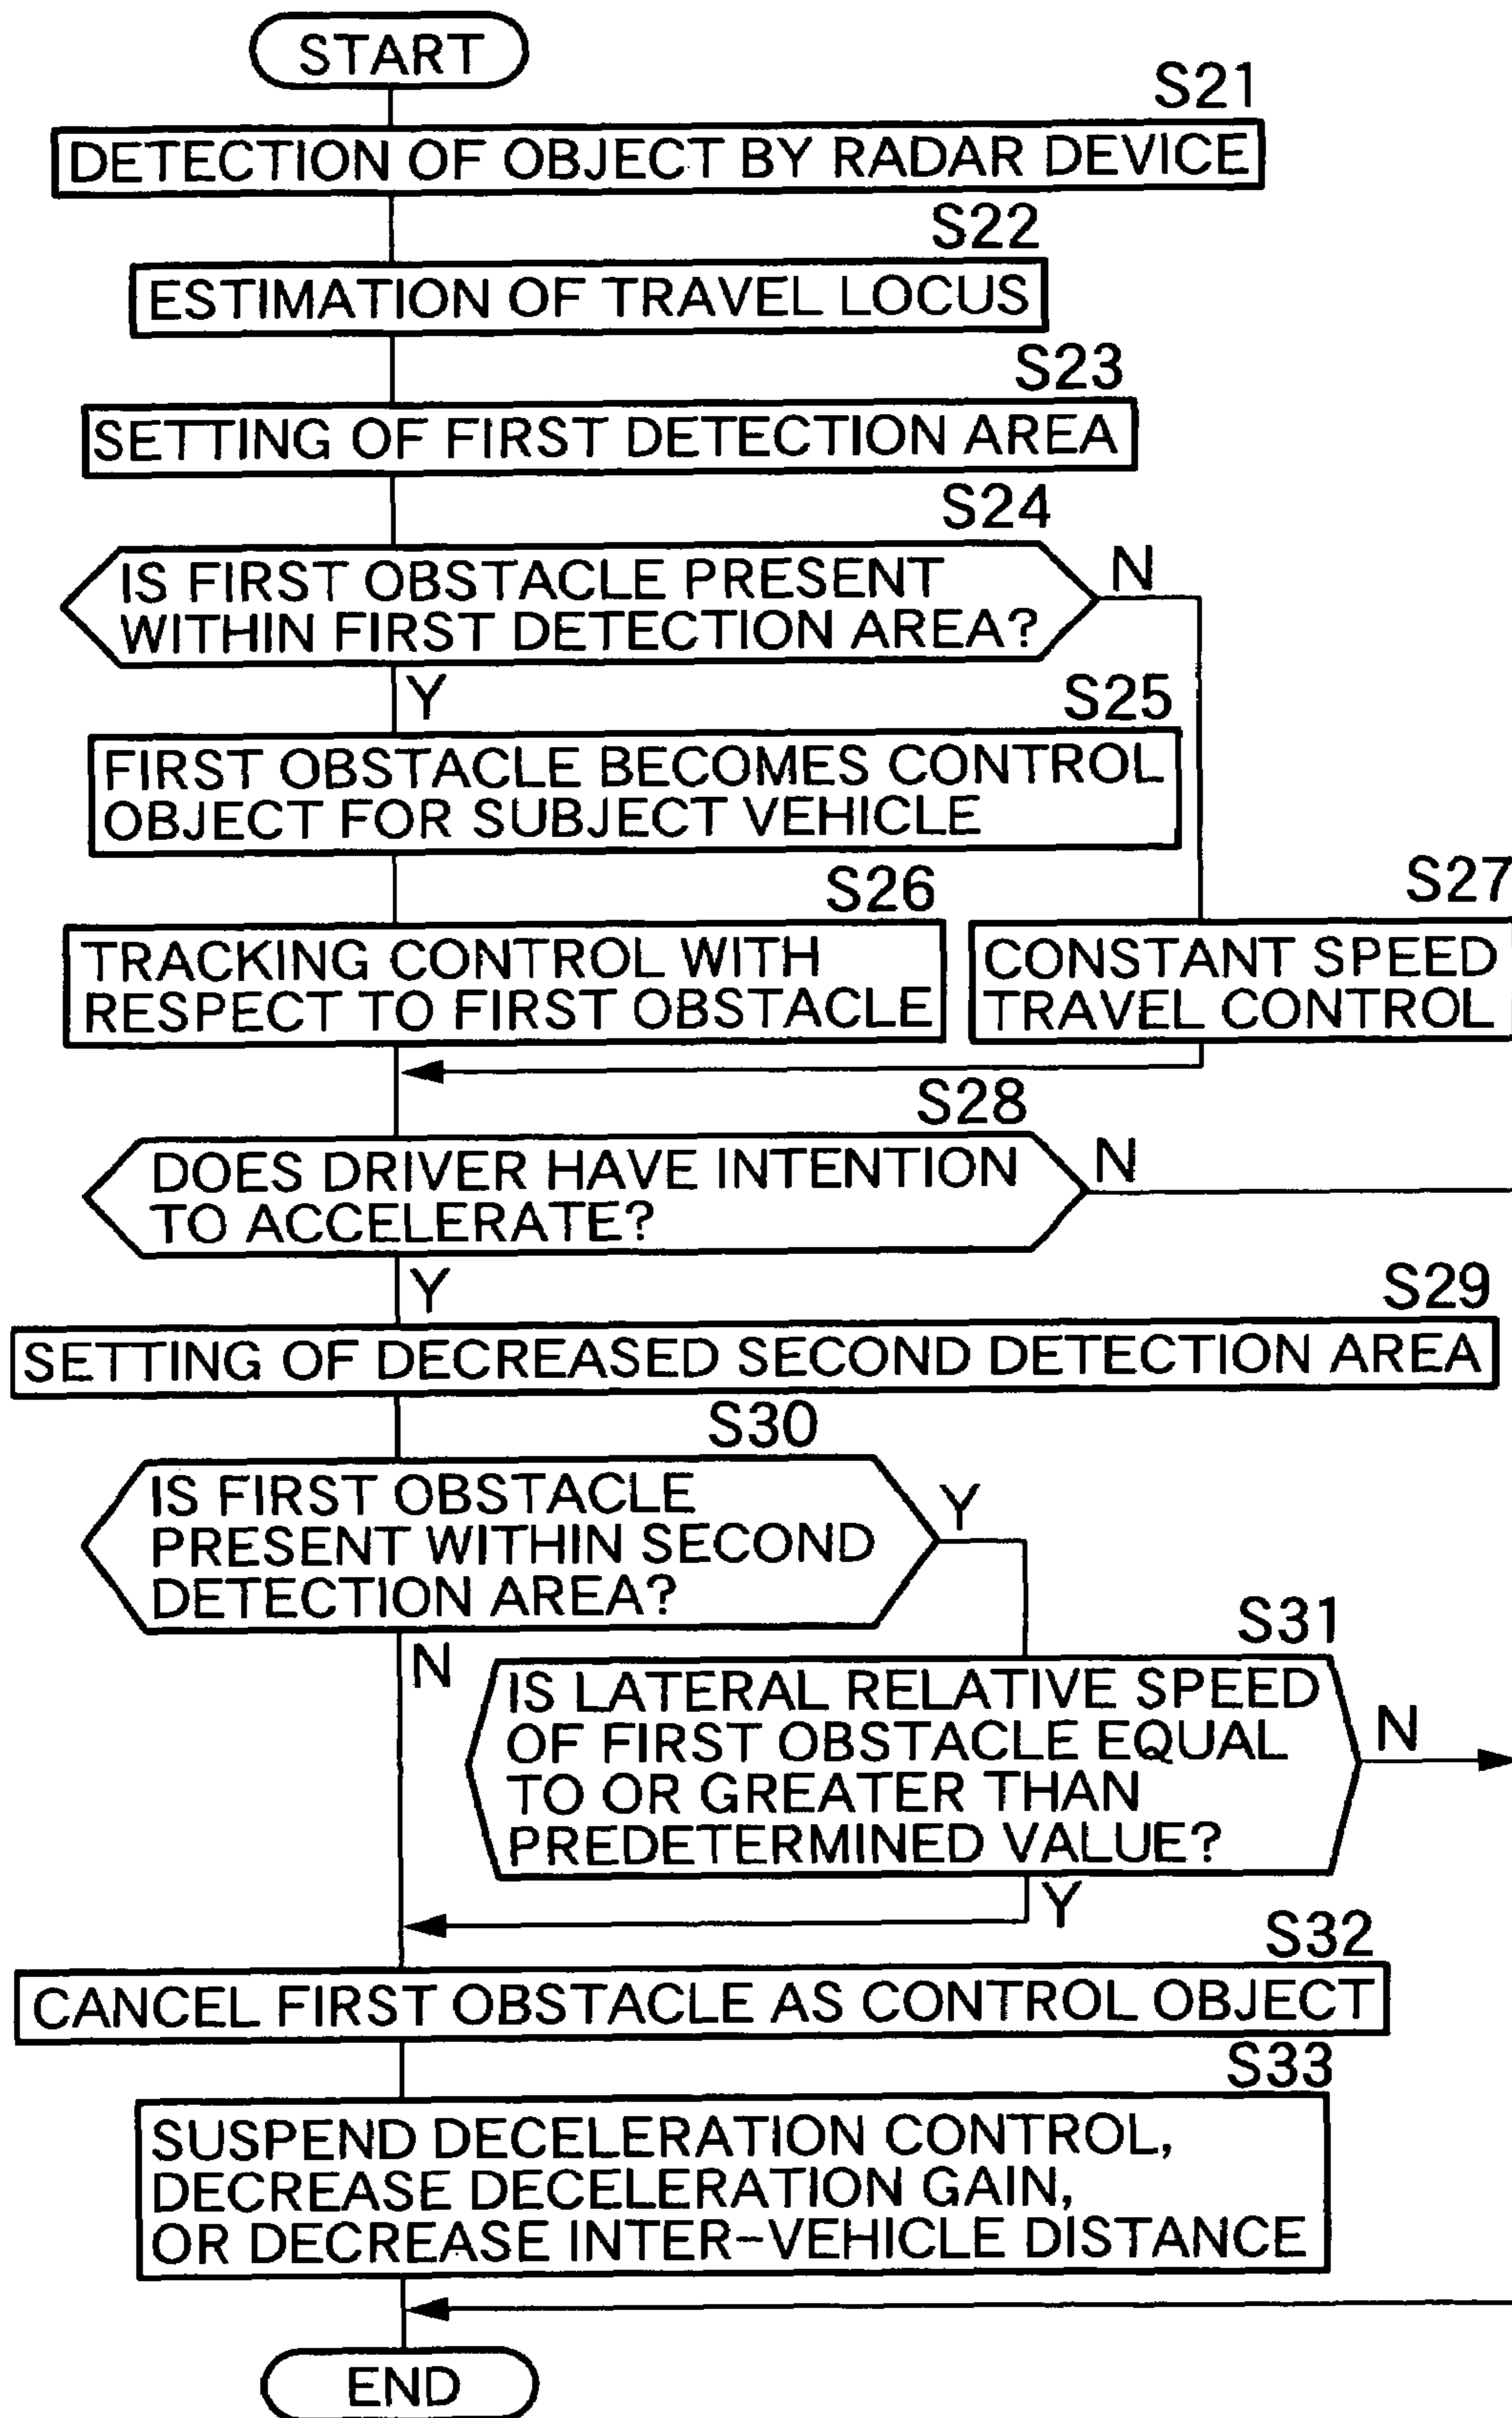 START
S21
DETECTION OF OBJECT BY RADAR DEVICE
S22
ESTIMATION OF TRAVEL LOCUS
S23
SETTING OF FIRST DETECTION AREA
S24
IS FIRST OBSTACLE PRESENT
WITHIN FIRST DETECTION AREA?
N
Y
S25
FIRST OBSTACLE BECOMES CONTROL
OBJECT FOR SUBJECT VEHICLE
S26
TRACKING CONTROL WITH
RESPECT TO FIRST OBSTACLE
S27
CONSTANT SPEED
TRAVEL CONTROL
S28
DOES DRIVER HAVE INTENTION
TO ACCELERATE?
N
Y
S29
SETTING OF DECREASED SECOND DETECTION AREA
S30
IS FIRST OBSTACLE
PRESENT WITHIN SECOND
DETECTION AREA?
Y
N
S31
IS LATERAL RELATIVE SPEED
OF FIRST OBSTACLE EQUAL
TO OR GREATER THAN
PREDETERMINED VALUE?
N
Y
S32
CANCEL FIRST OBSTACLE AS CONTROL OBJECT
S33
SUSPEND DECELERATION CONTROL,
DECREASE DECELERATION GAIN,
OR DECREASE INTER-VEHICLE DISTANCE
END